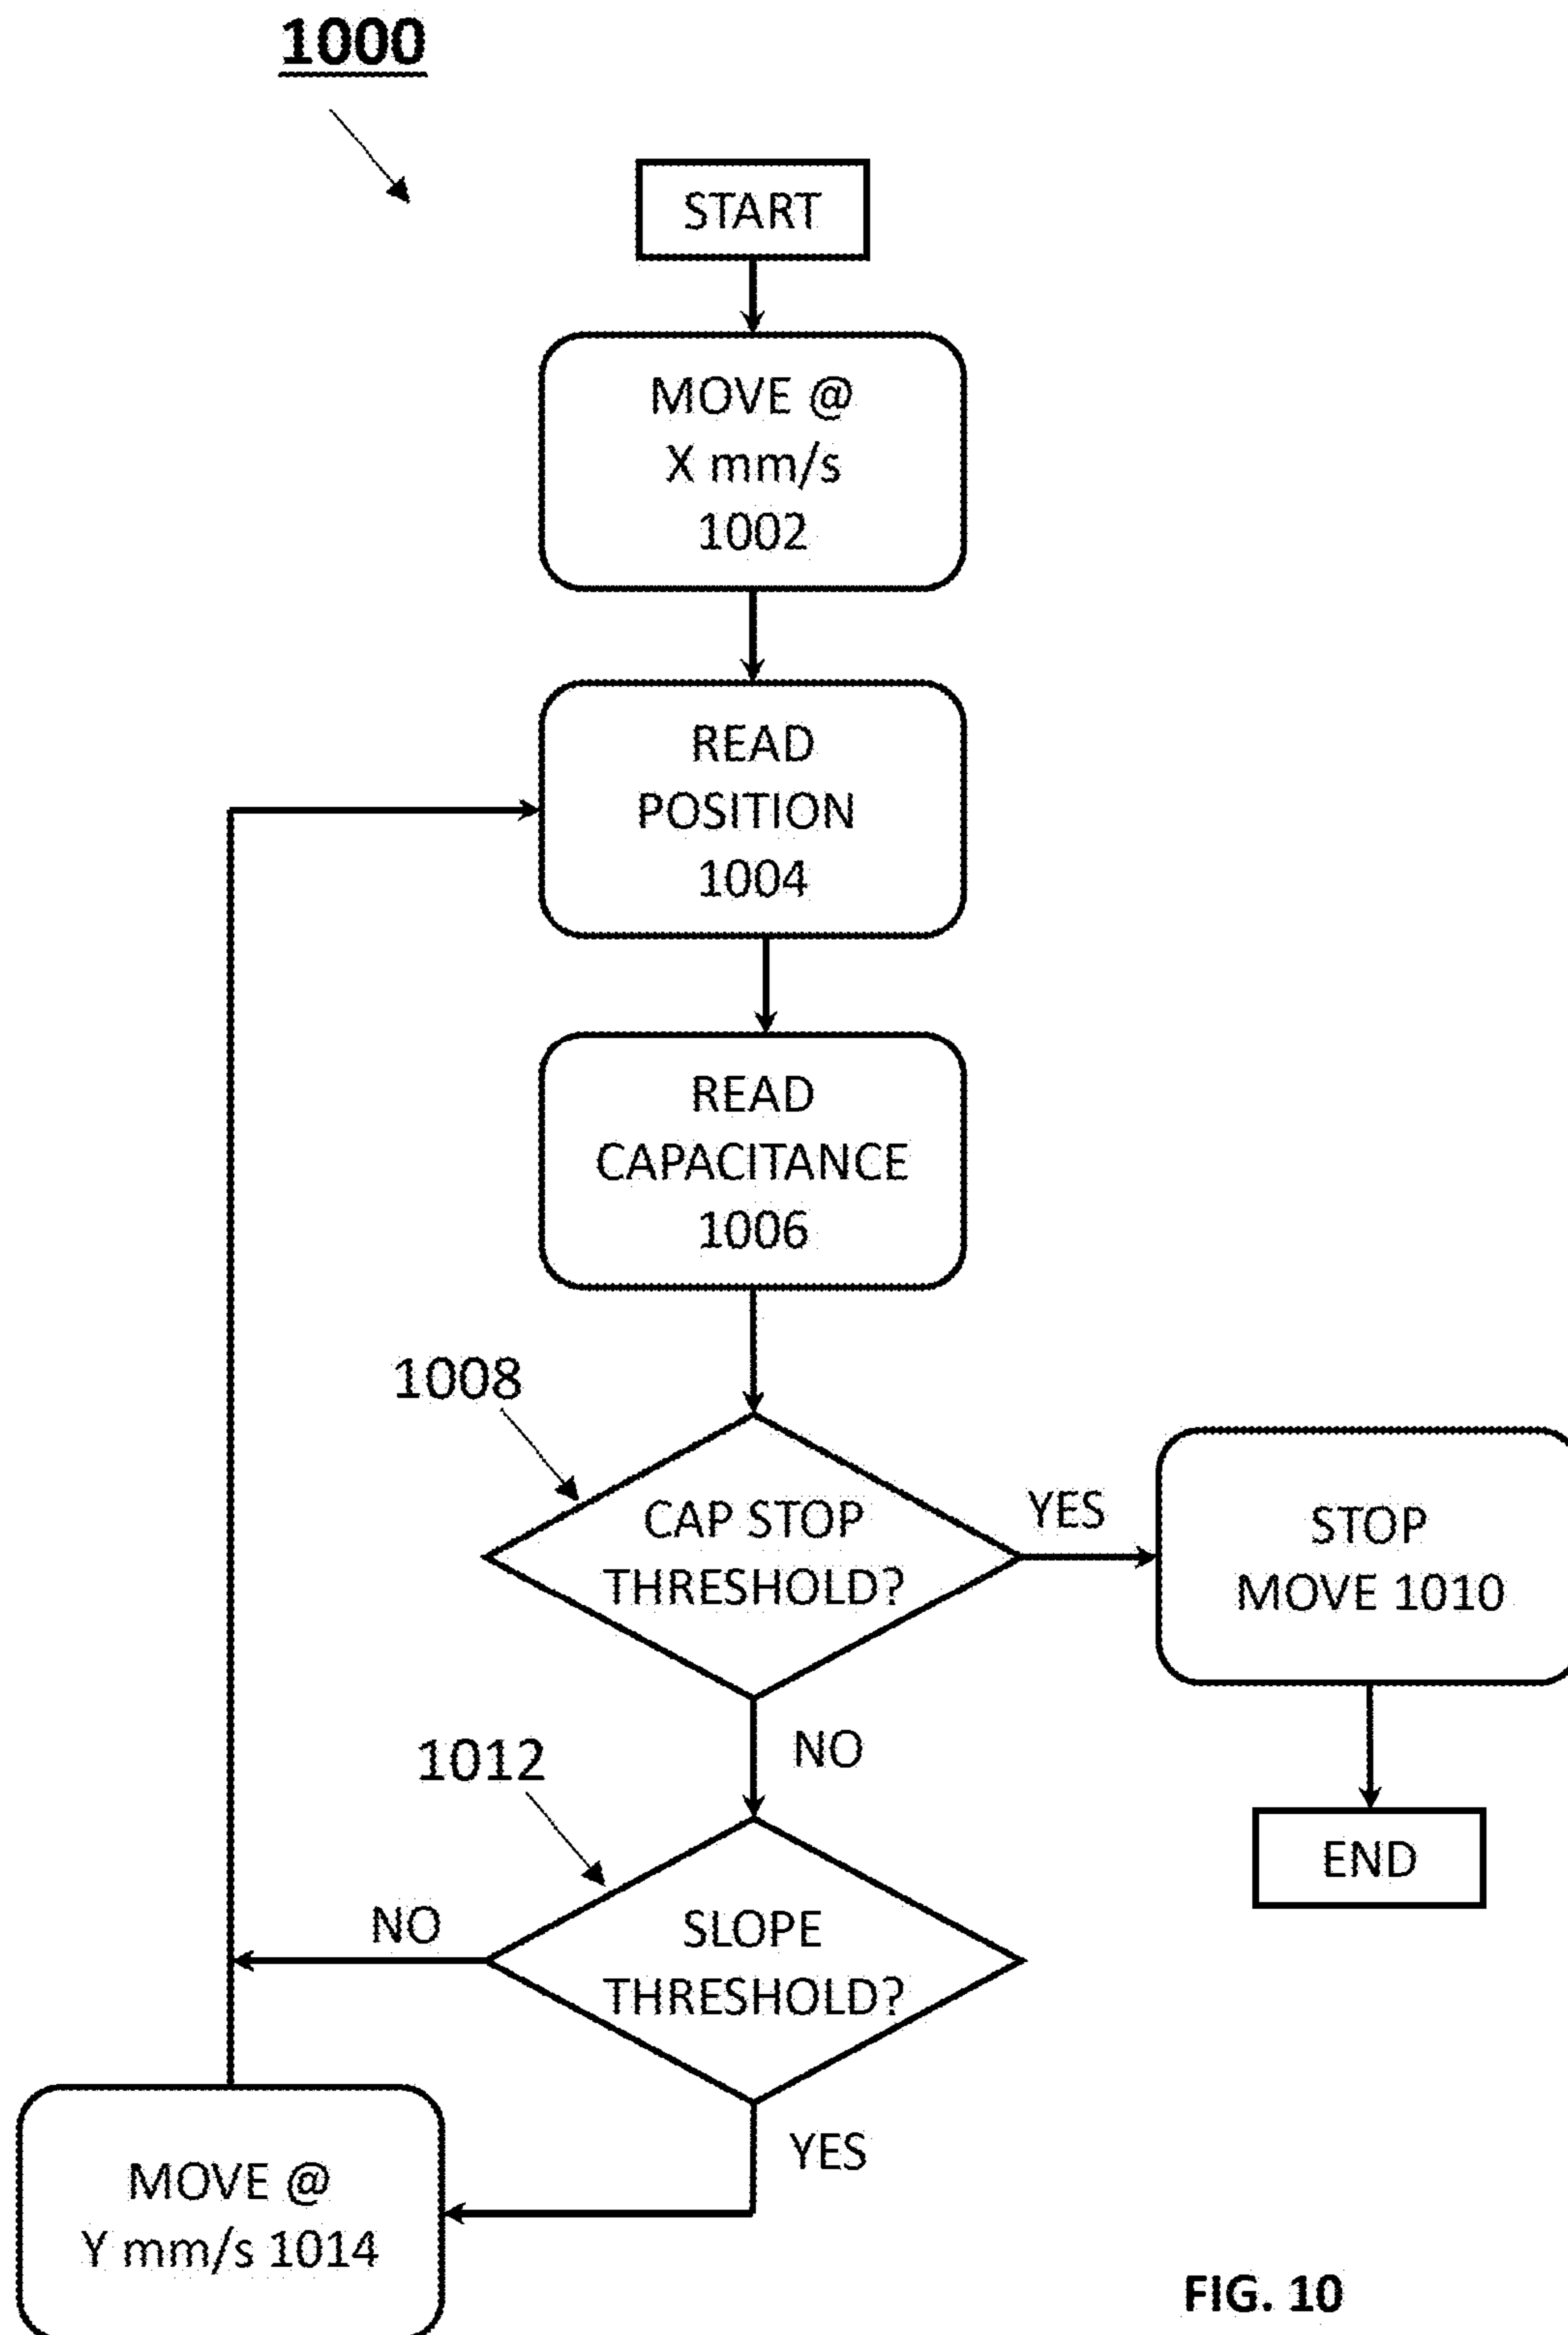 1000
START
MOVE @
X mm/s
1002
READ
POSITION
1004
READ
CAPACITANCE
1006
1008
CAP STOP
THRESHOLD?
YES
STOP
MOVE 1010
NO
END
1012
SLOPE
THRESHOLD?
NO
YES
MOVE @
Y mm/s 1014
FIG. 10